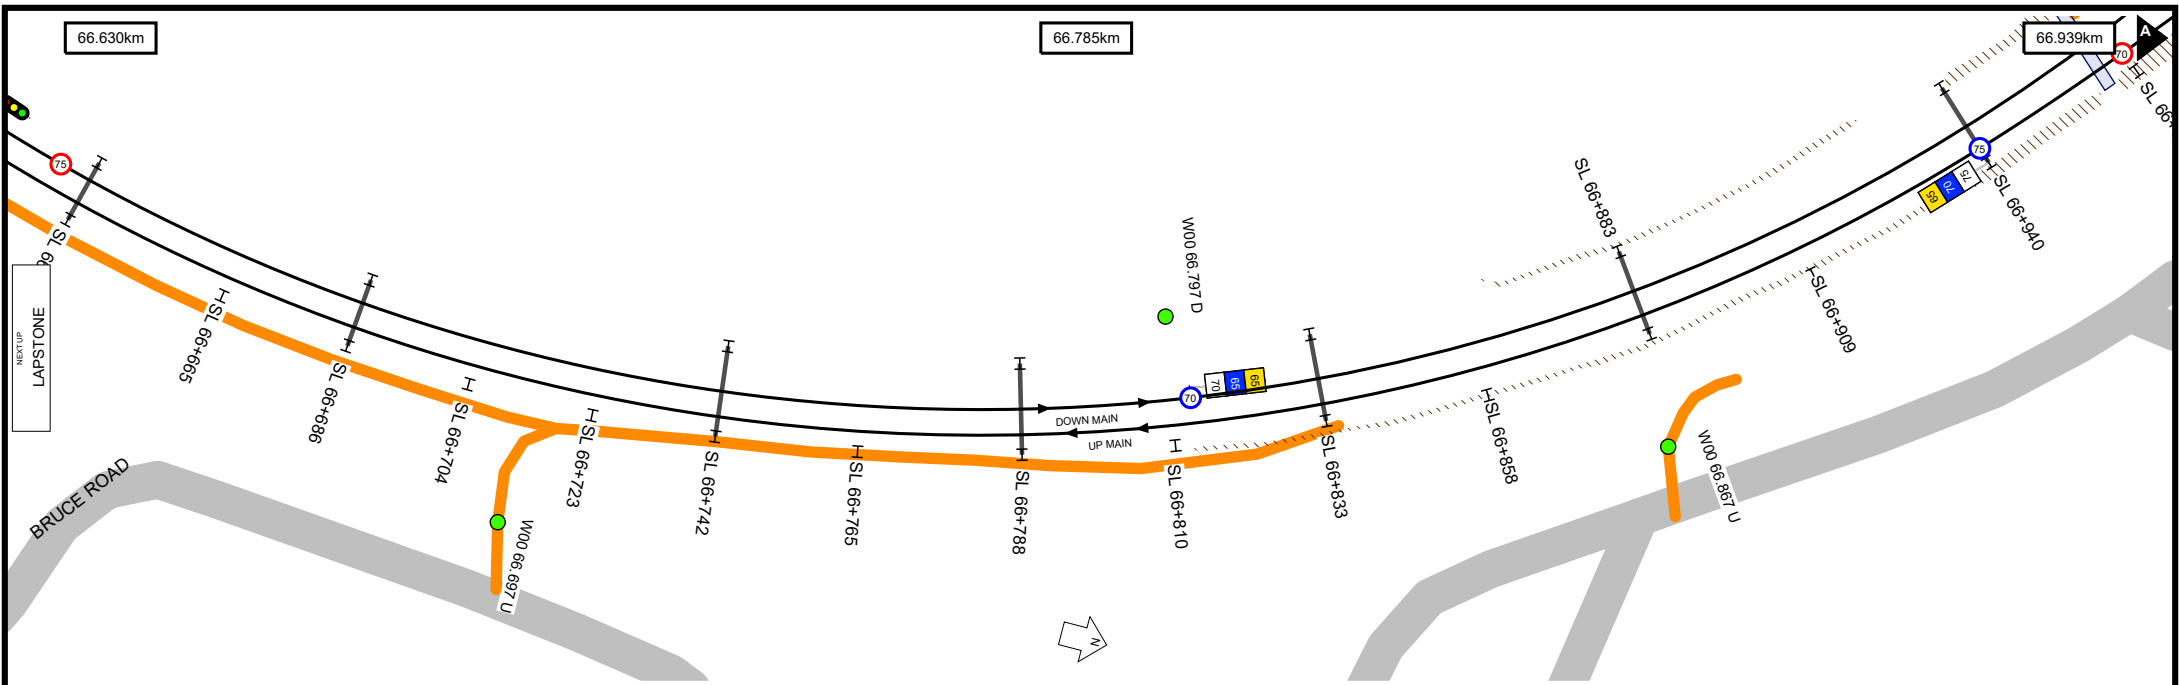 66.630km
66.785km
66.939km
A
70
75
75
75
70
65
SL 66+
SL 66+940
SL 66+883
SL 66+909
W00 66.797 D
70
65
65
70
DOWN MAIN
UP MAIN
NEXT UP
LAPSTONE
SL 66+665
SL 66+686
SL 66+704
SL 66+723
SL 66+742
SL 66+765
SL 66+788
SL 66+810
SL 66+833
SL 66+858
W00 66.867 U
BRUCE ROAD
W00 66.697 U
N